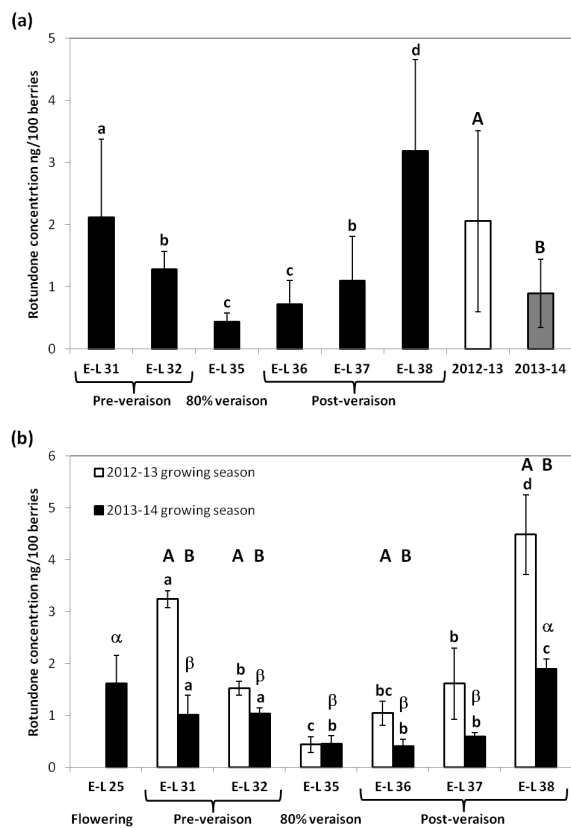 (a)
Rotundone concentrtion ng/100 berries
5
4
3
2
1
0
a
b
c
c
b
d
A
B
E-L 31
E-L 32
E-L 35
E-L 36
E-L 37
E-L 38
2012-13
2013-14
Pre-veraison
80% veraison
Post-veraison
(b)
Rotundone concentrtion ng/100 berries
6
5
4
3
2
1
0
2012-13 growing season
2013-14 growing season
A B
d
A B
A B
A B
a
α
β
a
b
β
a
c
β
b
bc
β
b
b
β
b
α
c
E-L 25
E-L 31
E-L 32
E-L 35
E-L 36
E-L 37
E-L 38
Flowering
Pre-veraison
80% veraison
Post-veraison